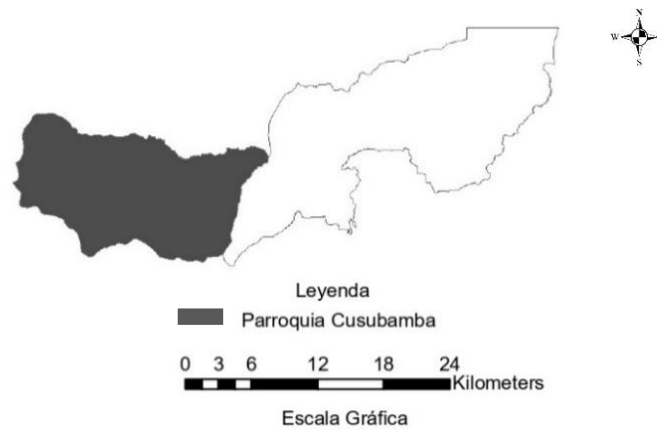 N
W
S
Leyenda
Parroquia Cusubamba
0 3 6 12 18 24
Kilometers
Escala Gráfica